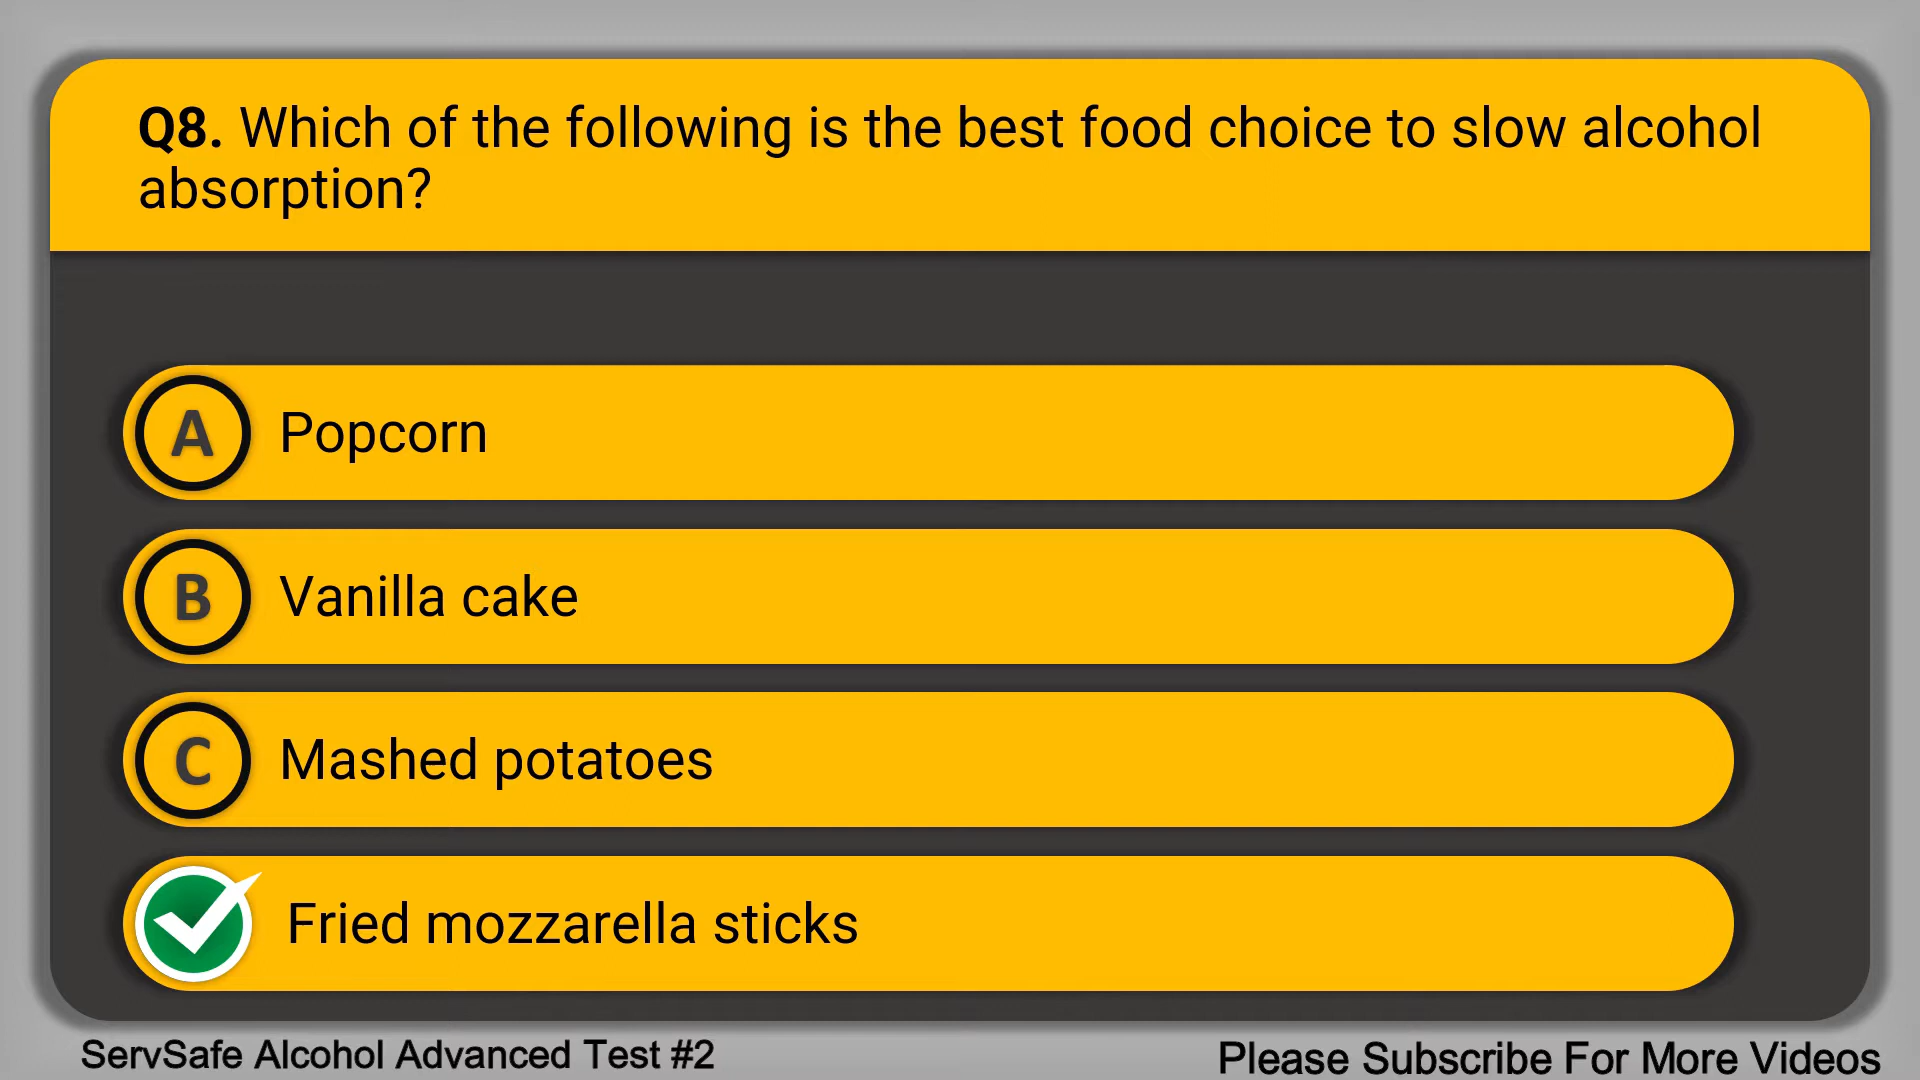 Q8. Which of the following is the best food choice to slow alcohol
absorption?
A Popcorn
B Vanilla cake
C Mashed potatoes
Fried mozzarella sticks
ServSafe Alcohol Advanced Test #2
Please Subscribe For More Videos